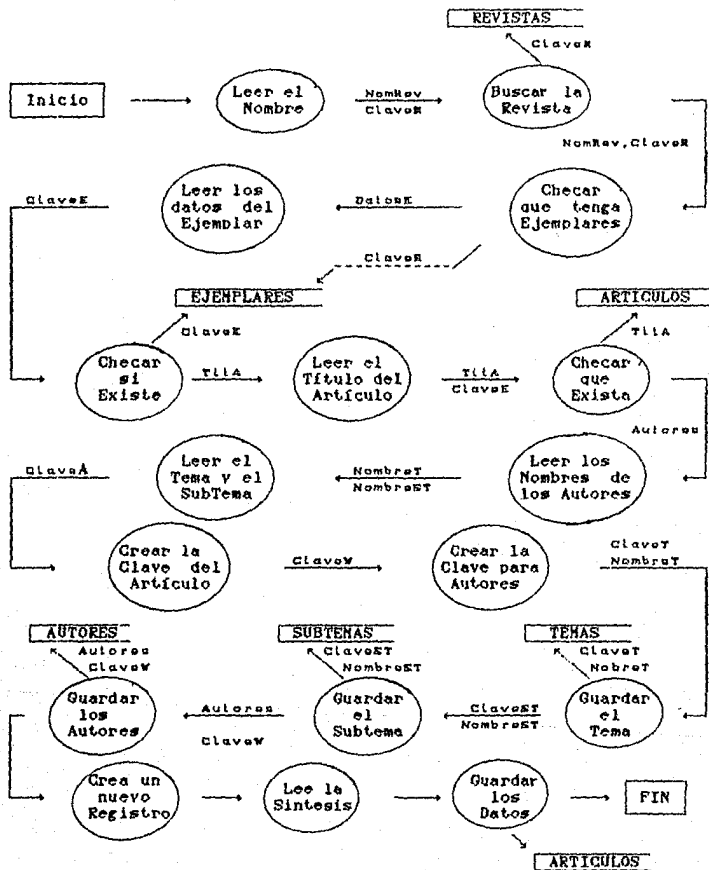 REVISTAS
ClaveR
Inicio
Leer el
Nombre
NomRev
ClaveR
Buscar la
Revista
NomRev,ClaveR
ClaveE
Leer los
datos del
Ejemplar
DatosE
Checar
que tenga
Ejemplares
ClaveR
EJEMPLARES
ClaveE
ARTICULOS
TitA
Checar
si
Existe
TitA
Leer el
Título del
Artículo
TitA
ClaveE
Checar
que
Exista
Autores
ClaveA
Leer el
Tema y el
SubTema
NombreT
NombreST
Leer los
Nombres de
los Autores
Crear la
Clave del
Artículo
ClaveW
Crear la
Clave para
Autores
ClaveT
NombreT
AUTORES
Autores
ClaveW
SUBTEMAS
ClaveST
NombreST
TEMAS
ClaveT
NobreT
Guardar
los
Autores
Autores
ClaveW
Guardar
el
Subtema
ClaveST
NombreST
Guardar
el
Tema
Crea un
nuevo
Registro
Lee la
Síntesis
Guardar
los
Datos
FIN
ARTICULOS